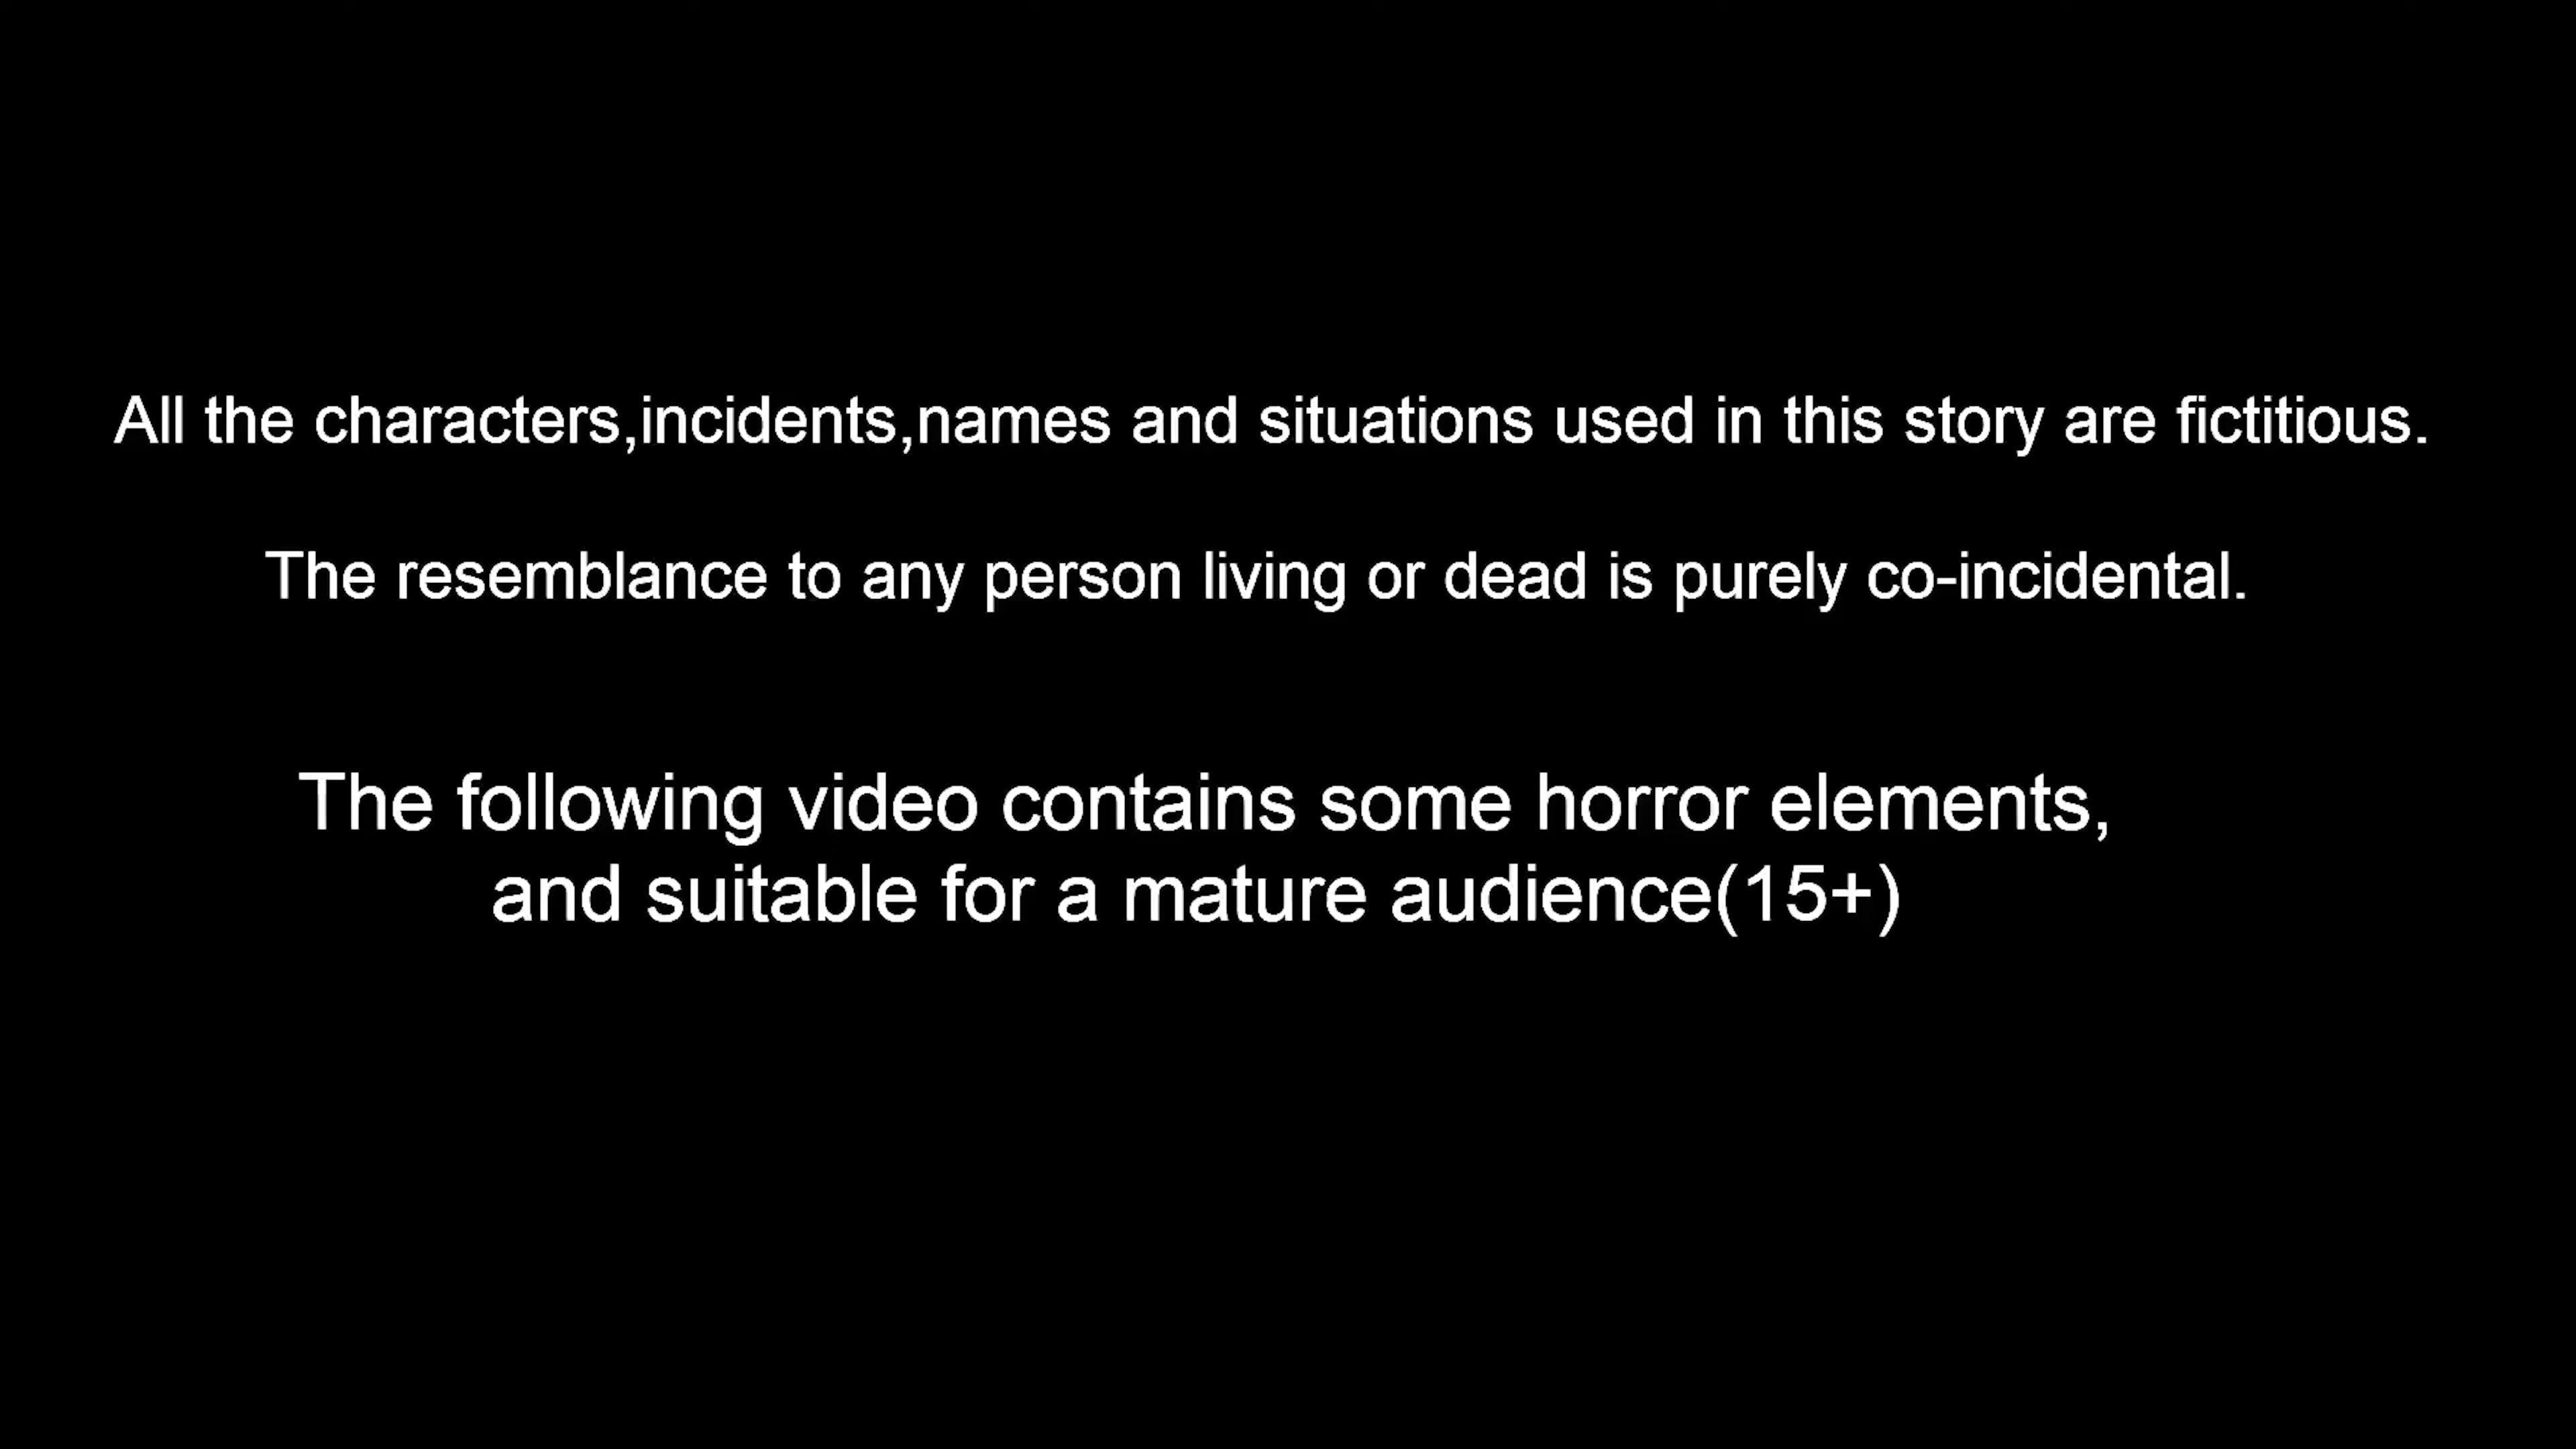 All the characters,incidents,names and situations used in this story are fictitious.
The resemblance to any person living or dead is purely co-incidental.
The following video contains some horror elements,
and suitable for a mature audience(15+)